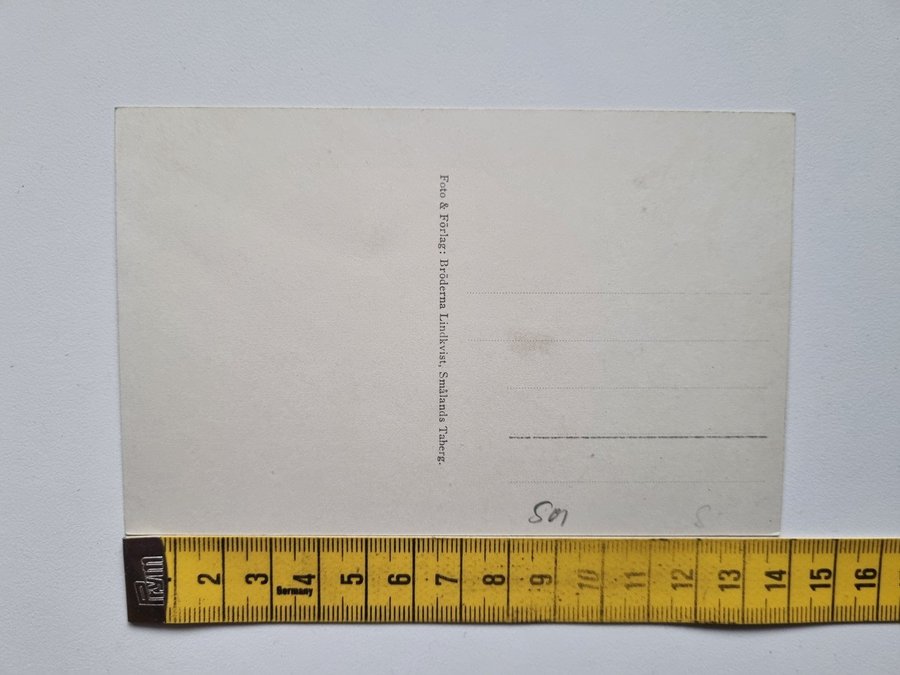 Foto & Förlag: Bröderna Lindkvist, Smålands Taberg.
2 3 4 5 6 7 8 9 10 11 12 13 14 15 16
Germany